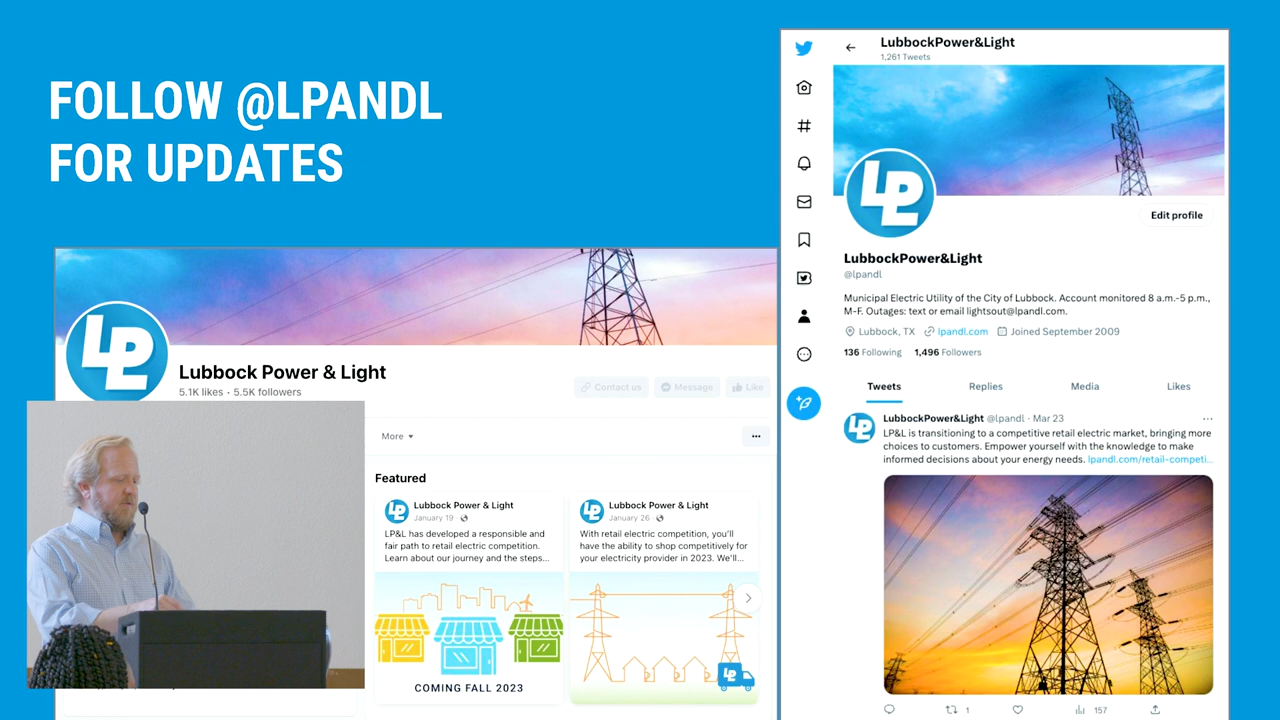 FOLLOW @LPANDL
FOR UPDATES
LP
Lubbock Power & Light
5.1K likes • 5.5K followers
Contact us
Message
Like
More
Featured
LP
Lubbock Power & Light
January 19 ·
LP&L has developed a responsible and
fair path to retail electric competition.
Learn about our journey and the steps...
COMING FALL 2023
LP
Lubbock Power & Light
January 26 ·
With retail electric competition, you'll
have the ability to shop competitively for
your electricity provider in 2023. We'll...
LP
LubbockPower&Light
1,261 Tweets
LP
Edit profile
LubbockPower&Light
@lpandl
Municipal Electric Utility of the City of Lubbock. Account monitored 8 a.m.-5 p.m.,
M-F. Outages: text or email lightsout@lpandl.com.
Lubbock, TX lpandl.com Joined September 2009
136 Following 1,496 Followers
Tweets Replies Media Likes
LP
LubbockPower&Light @lpandl · Mar 23
LP&L is transitioning to a competitive retail electric market, bringing more
choices to customers. Empower yourself with the knowledge to make
informed decisions about your energy needs. lpandl.com/retail-competi...
1 157